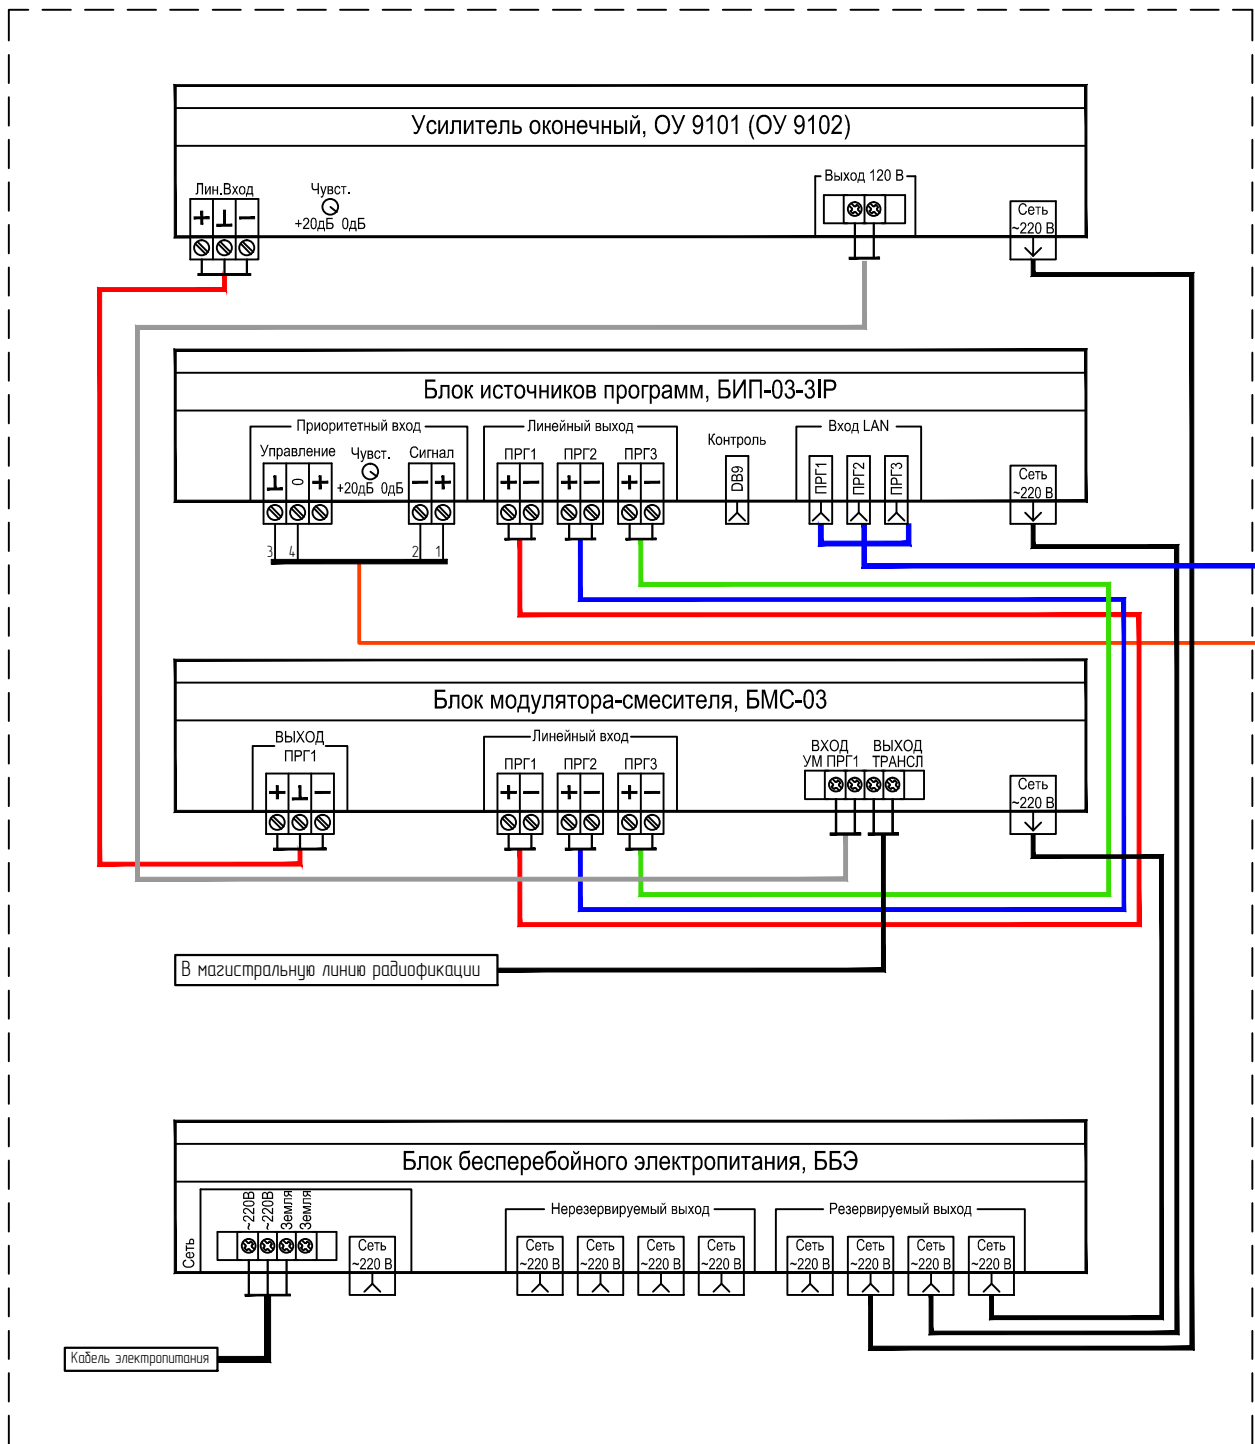 Усилитель оконечный, ОУ 9101 (ОУ 9102)
Лин.Вход
+ ⊥ −
Чувст.
+20дБ 0дБ
Выход 120 В
Сеть
~220 В
Блок источников программ, БИП-03-3IP
Приоритетный вход
Управление
⊥ 0 +
Чувст.
+20дБ 0дБ
Сигнал
− +
3 4 2 1
Линейный выход
ПРГ1 ПРГ2 ПРГ3
+ − + − + −
Контроль
DB9
Вход LAN
ПРГ1
ПРГ2
ПРГ3
Сеть
~220 В
Блок модулятора-смесителя, БМС-03
ВЫХОД
ПРГ1
+ ⊥ −
Линейный вход
ПРГ1 ПРГ2 ПРГ3
+ − + − + −
ВХОД ВЫХОД
УМ ПРГ1 ТРАНСЛ
Сеть
~220 В
В магистральную линию радиофикации
Блок бесперебойного электропитания, ББЭ
Сеть
~220В
~220В
Земля
Земля
Сеть
~220 В
Нерезервируемый выход
Сеть Сеть Сеть Сеть
~220 В ~220 В ~220 В ~220 В
Резервируемый выход
Сеть Сеть Сеть Сеть
~220 В ~220 В ~220 В ~220 В
Кабель электропитания